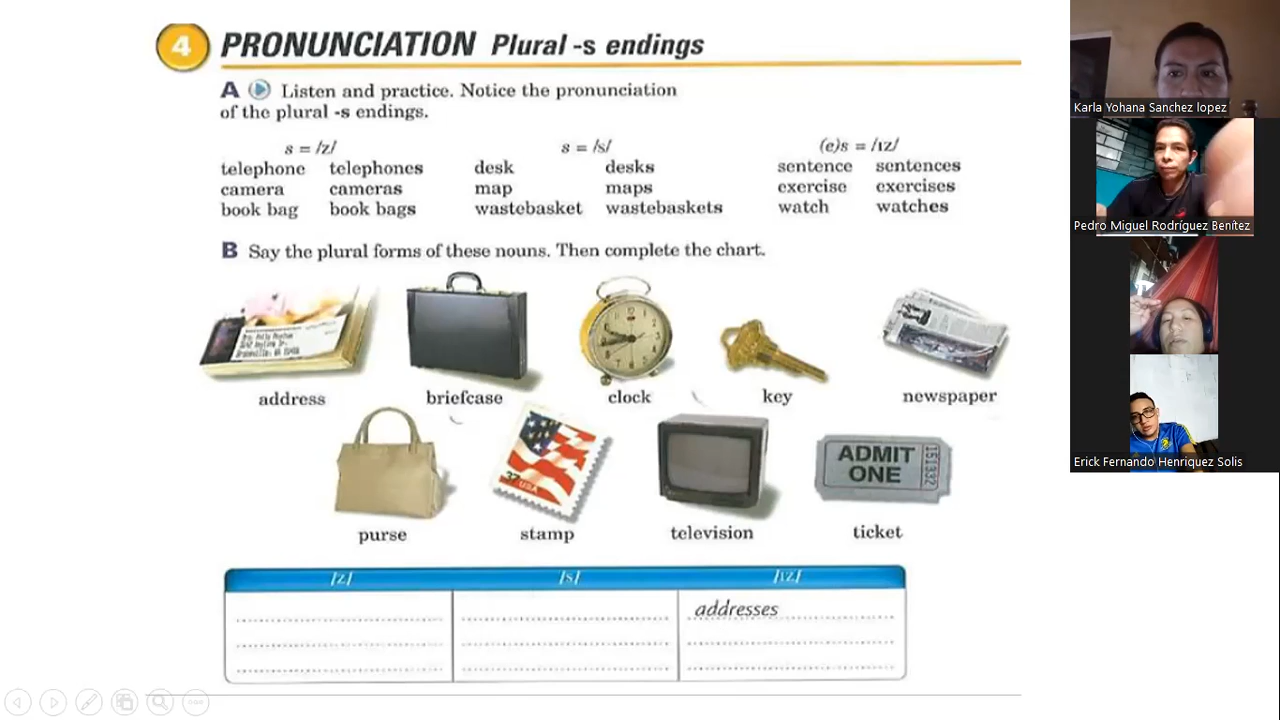 4 PRONUNCIATION Plural -s endings
A Listen and practice. Notice the pronunciation
of the plural -s endings.
s = /z/ s = /s/ (e)s = /ɪz/
telephone telephones desk desks sentence sentences
camera cameras map maps exercise exercises
book bag book bags wastebasket wastebaskets watch watches
B Say the plural forms of these nouns. Then complete the chart.
address briefcase clock key newspaper
37 USA
ADMIT
ONE
151332
purse stamp television ticket
/z/ /s/ /ɪz/
addresses
Karla Yohana Sanchez lopez
Pedro Miguel Rodríguez Benítez
Erick Fernando Henriquez Solis